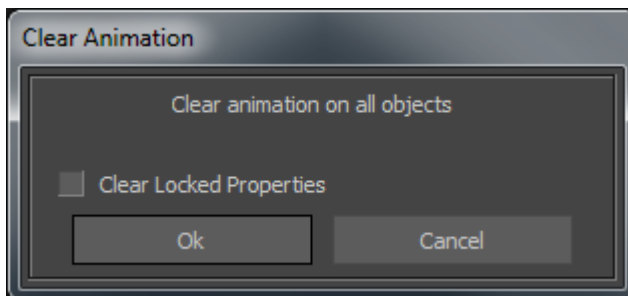 Clear Animation
Clear animation on all objects
Clear Locked Properties
Ok
Cancel